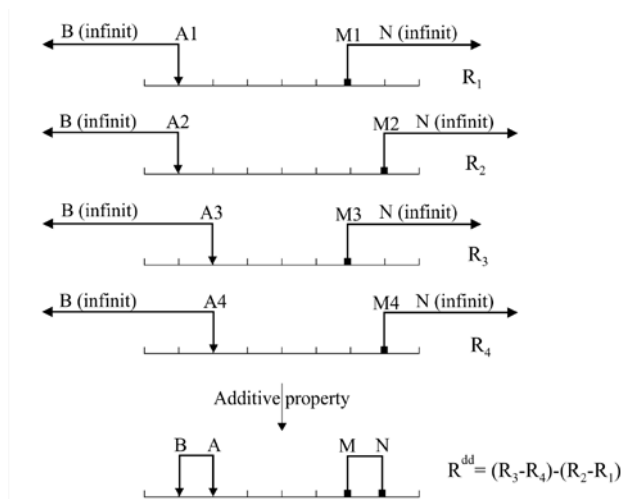 B (infinit) A1 M1 N (infinit)
R1
B (infinit) A2 M2 N (infinit)
R2
B (infinit) A3 M3 N (infinit)
R3
B (infinit) A4 M4 N (infinit)
R4
Additive property
B A M N
R^dd = (R3-R4)-(R2-R1)